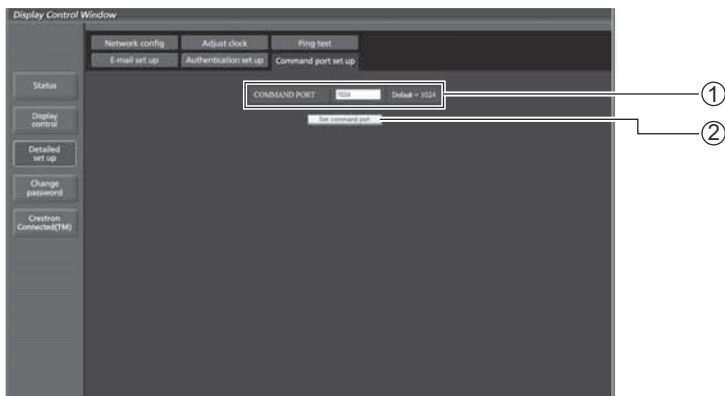 Display Control Window
Network config Adjust clock Ping test
E-mail set up Authentication set up Command port set up
Status
COMMAND PORT 1024 Default = 1024
①
Set command port
②
Display
control
Detailed
set up
Change
password
Crestron
Connected(TM)